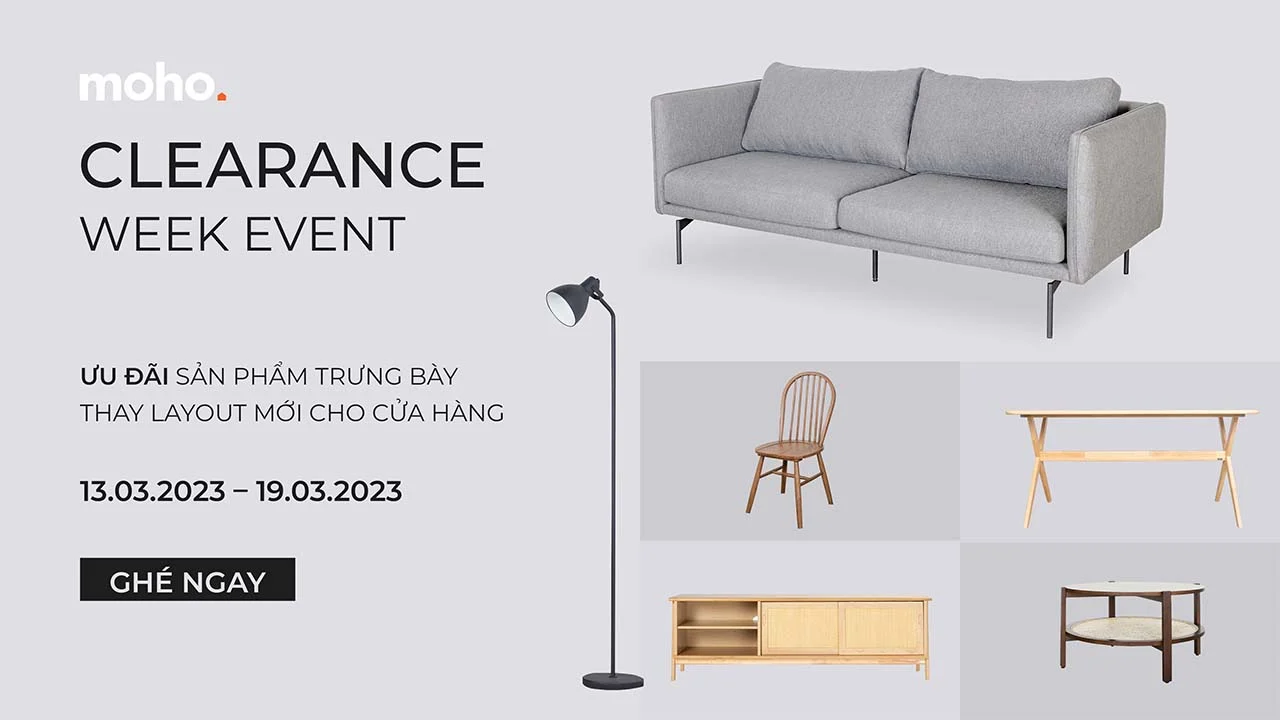 moho.
CLEARANCE
WEEK EVENT
ƯU ĐÃI SẢN PHẨM TRƯNG BÀY
THAY LAYOUT MỚI CHO CỬA HÀNG
13.03.2023 – 19.03.2023
GHÉ NGAY